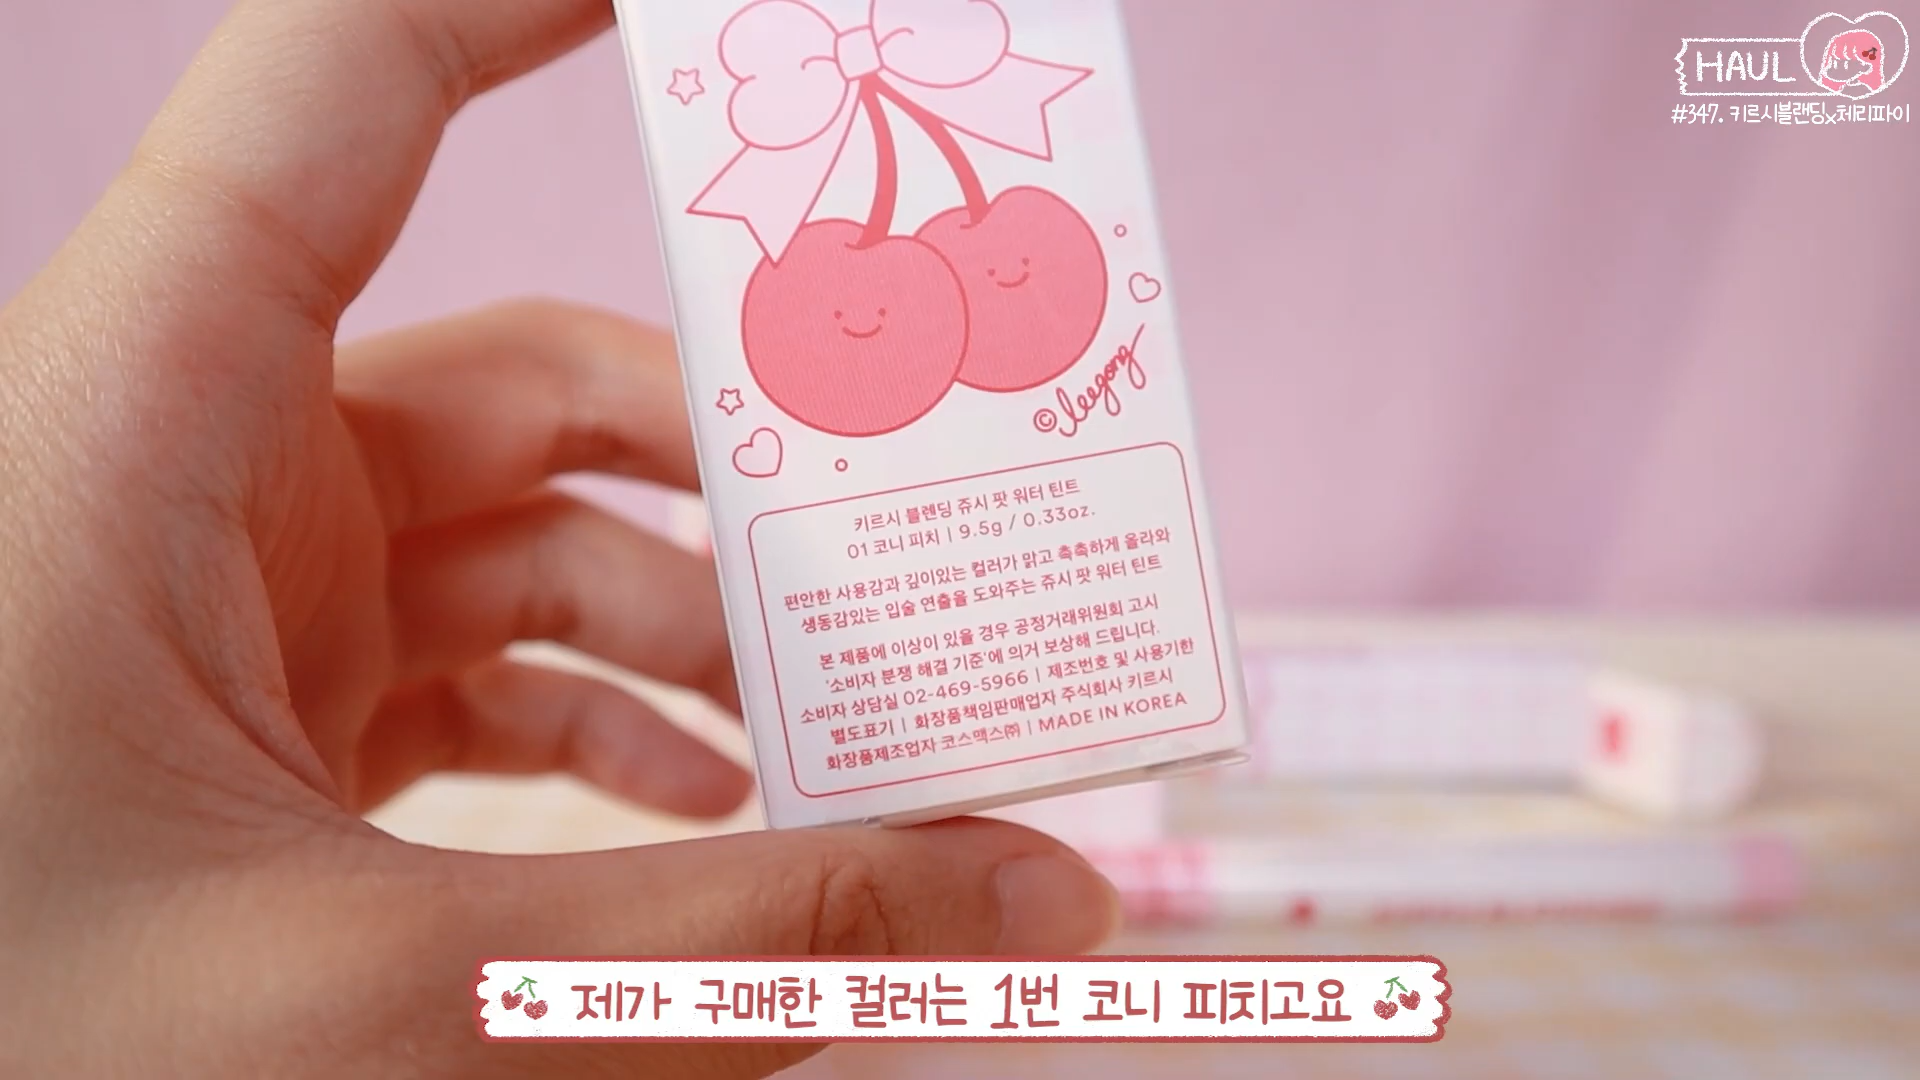 HAUL
#347. 키르시블랜딩x체리파이
©leegong
키르시 블렌딩 쥬시 팟 워터 틴트
01 코니 피치 | 9.5g / 0.33oz.
편안한 사용감과 깊이있는 컬러가 맑고 촉촉하게 올라와
생동감있는 입술 연출을 도와주는 쥬시 팟 워터 틴트
본 제품에 이상이 있을 경우 공정거래위원회 고시
'소비자 분쟁 해결 기준'에 의거 보상해 드립니다.
소비자 상담실 02-469-5966 | 제조번호 및 사용기한
별도표기 | 화장품책임판매업자 주식회사 키르시
화장품제조업자 코스맥스㈜ | MADE IN KOREA
제가 구매한 컬러는 1번 코니 피치고요